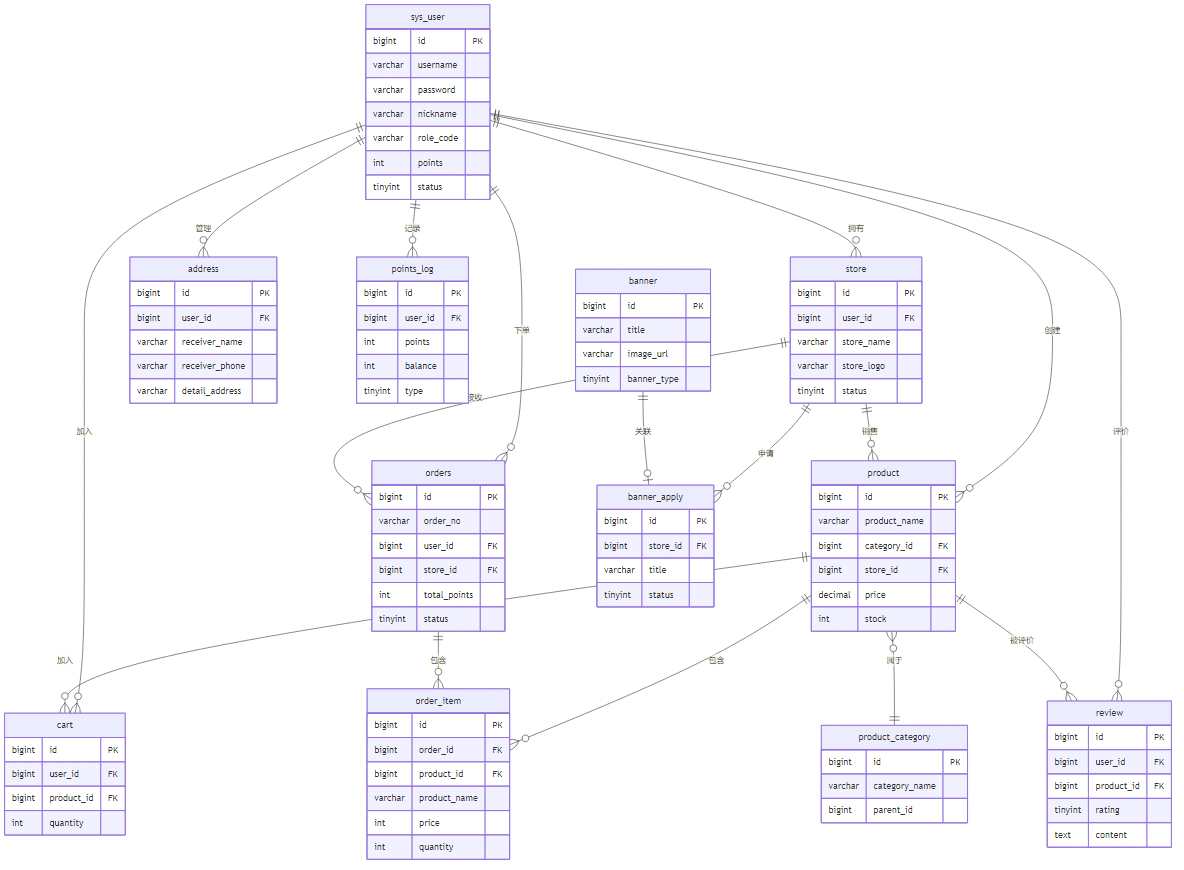 sys_user
bigint id PK
varchar username
varchar password
varchar nickname
varchar role_code
int points
tinyint status
管理
记录
拥有
address
bigint id PK
bigint user_id FK
varchar receiver_name
varchar receiver_phone
varchar detail_address
points_log
bigint id PK
bigint user_id FK
int points
int balance
tinyint type
banner
bigint id PK
varchar title
varchar image_url
tinyint banner_type
store
bigint id PK
bigint user_id FK
varchar store_name
varchar store_logo
tinyint status
下单
创建
接收
加入
关联
申请
销售
评价
orders
bigint id PK
varchar order_no
bigint user_id FK
bigint store_id FK
int total_points
tinyint status
banner_apply
bigint id PK
bigint store_id FK
varchar title
tinyint status
product
bigint id PK
varchar product_name
bigint category_id FK
bigint store_id FK
decimal price
int stock
加入
包含
包含
属于
被评价
cart
bigint id PK
bigint user_id FK
bigint product_id FK
int quantity
order_item
bigint id PK
bigint order_id FK
bigint product_id FK
varchar product_name
int price
int quantity
product_category
bigint id PK
varchar category_name
bigint parent_id
review
bigint id PK
bigint user_id FK
bigint product_id FK
tinyint rating
text content